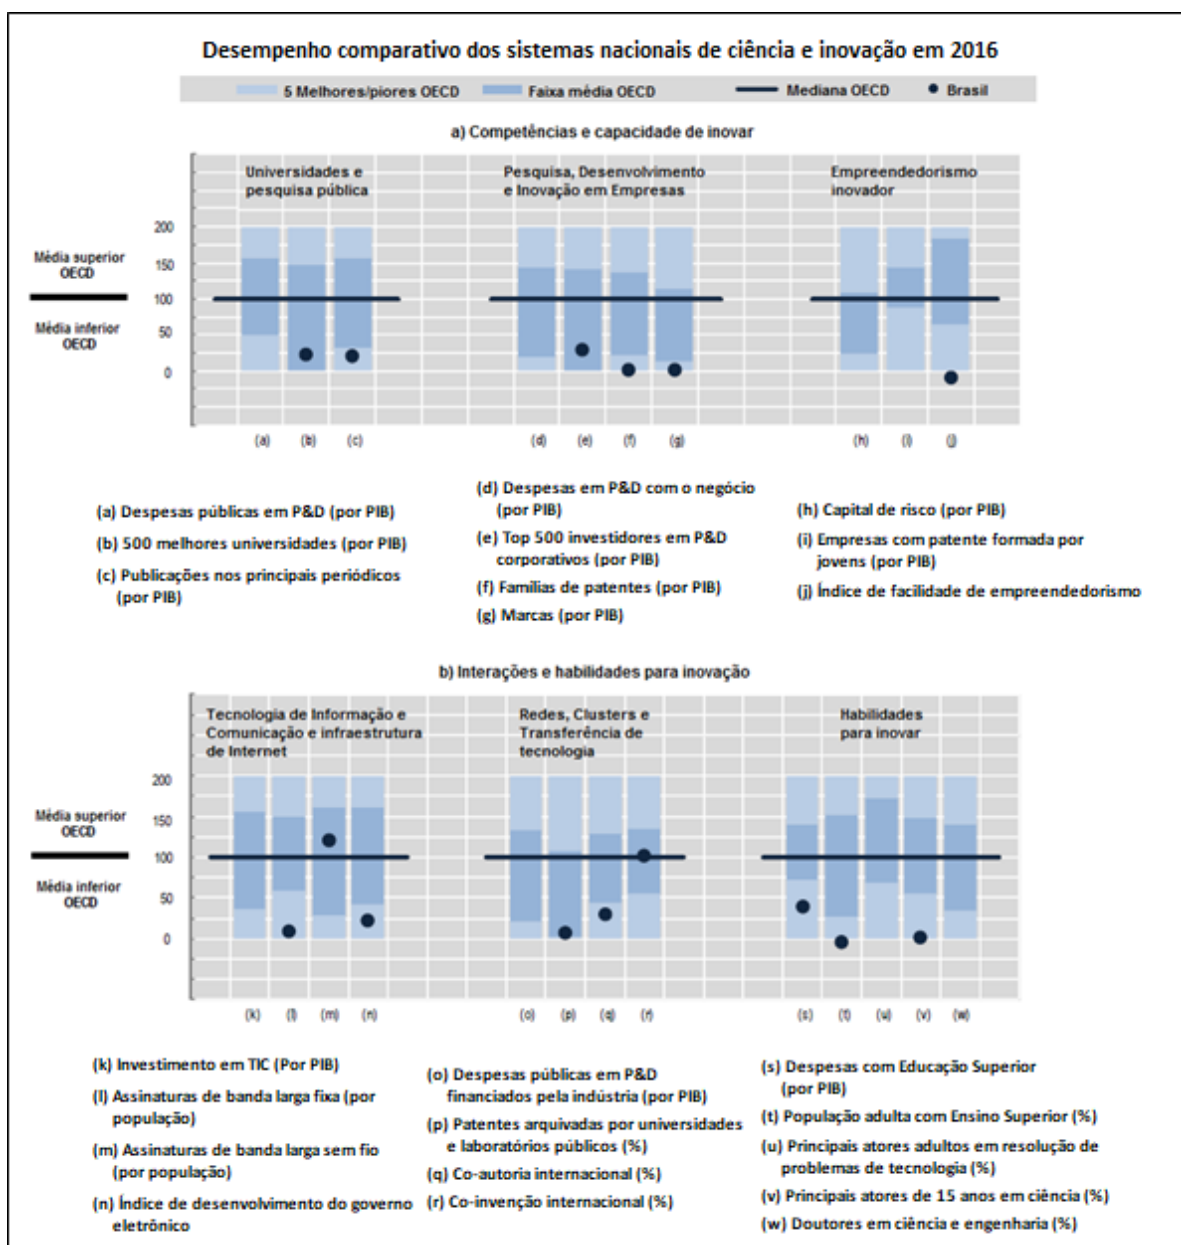 Desempenho comparativo dos sistemas nacionais de ciência e inovação em 2016
5 Melhores/piores OECD
Faixa média OECD
Mediana OECD
Brasil
a) Competências e capacidade de inovar
Universidades e
pesquisa pública
Pesquisa, Desenvolvimento
e Inovação em Empresas
Empreendedorismo
inovador
200
150
100
50
0
Média superior
OECD
Média inferior
OECD
(a) (b) (c) (d) (e) (f) (g) (h) (i) (j)
(a) Despesas públicas em P&D (por PIB)
(b) 500 melhores universidades (por PIB)
(c) Publicações nos principais periódicos
(por PIB)
(d) Despesas em P&D com o negócio
(por PIB)
(e) Top 500 investidores em P&D
corporativos (por PIB)
(f) Famílias de patentes (por PIB)
(g) Marcas (por PIB)
(h) Capital de risco (por PIB)
(i) Empresas com patente formada por
jovens (por PIB)
(j) Índice de facilidade de empreendedorismo
b) Interações e habilidades para inovação
Tecnologia de Informação e
Comunicação e infraestrutura
de Internet
Redes, Clusters e
Transferência de
tecnologia
Habilidades
para inovar
200
150
100
50
0
Média superior
OECD
Média inferior
OECD
(k) (l) (m) (n) (o) (p) (q) (r) (s) (t) (u) (v) (w)
(k) Investimento em TIC (Por PIB)
(l) Assinaturas de banda larga fixa (por
população)
(m) Assinaturas de banda larga sem fio
(por população)
(n) Índice de desenvolvimento do governo
eletrônico
(o) Despesas públicas em P&D
financiados pela indústria (por PIB)
(p) Patentes arquivadas por universidades
e laboratórios públicos (%)
(q) Co-autoria internacional (%)
(r) Co-invenção internacional (%)
(s) Despesas com Educação Superior
(por PIB)
(t) População adulta com Ensino Superior (%)
(u) Principais atores adultos em resolução de
problemas de tecnologia (%)
(v) Principais atores de 15 anos em ciência (%)
(w) Doutores em ciência e engenharia (%)